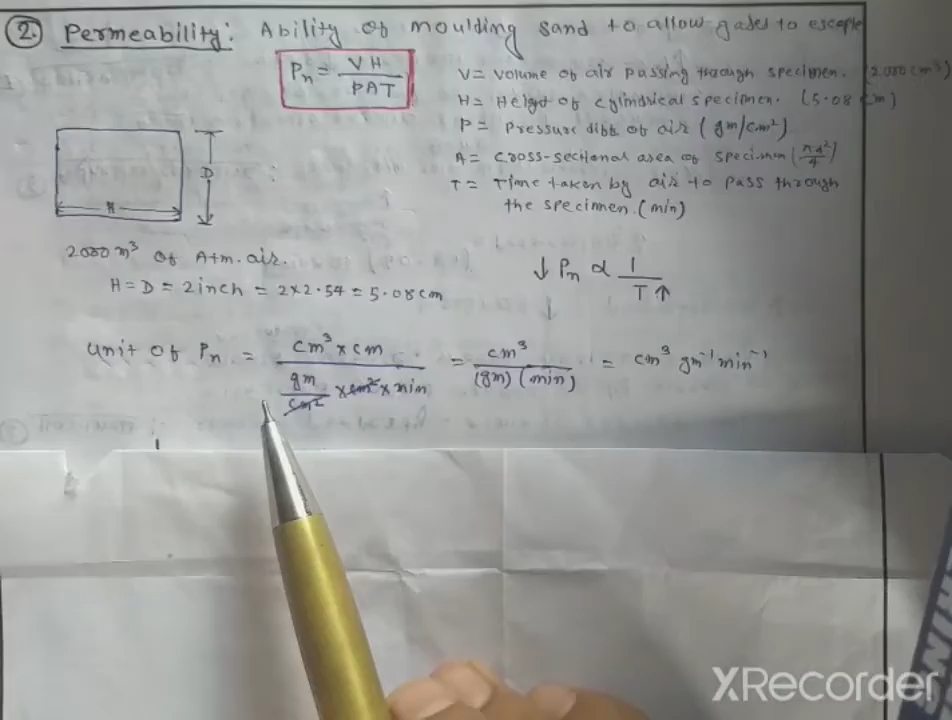 2. Permeability: Ability of moulding sand to allow gases to escape
Pn = VH / PAT
V = Volume of air passing through specimen. (2000 cm³)
H = Height of cylindrical specimen. (5.08 cm)
P = Pressure diff of air (gm/cm²)
A = cross-sectional area of specimen (πd²/4)
T = Time taken by air to pass through
the specimen. (min)
D
H
2000 m³ of Atm. air.
H = D = 2 inch = 2 x 2.54 = 5.08 cm
↓ Pn ∝ 1 / T ↑
Unit of Pn = cm³ x cm / gm/cm² x cm² x min = cm³ / (gm) (min) = cm³ gm⁻¹ min⁻¹
XRecorder